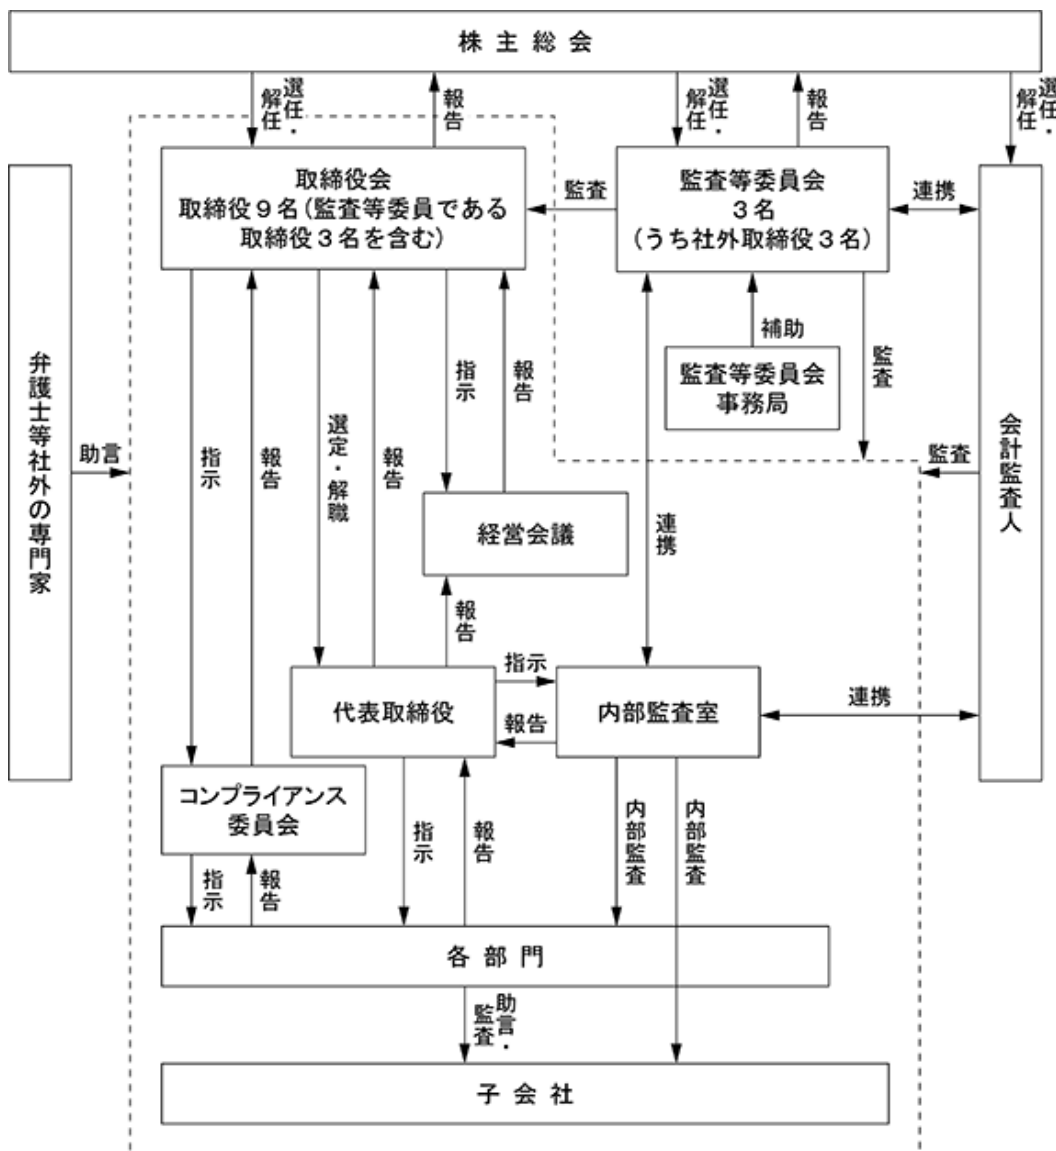 株主総会
選任・
解任
報告
選任・
解任
報告
選任・
解任
取締役会
取締役9名(監査等委員である
取締役3名を含む)
監査
監査等委員会
3名
(うち社外取締役3名)
連携
補助
監査等委員会
事務局
監査
弁護士等社外の専門家
助言
会計監査人
監査
指示
報告
選定・解職
報告
指示
報告
経営会議
連携
報告
代表取締役
指示
報告
内部監査室
連携
コンプライアンス
委員会
指示
報告
指示
報告
内部監査
内部監査
各部門
助言・
監査
子会社